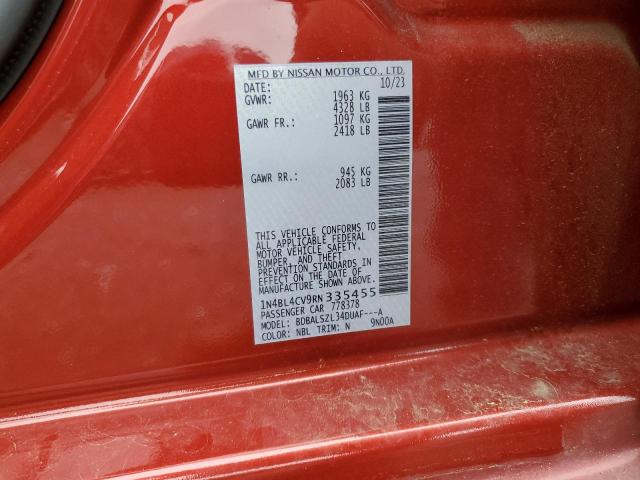 MFD BY NISSAN MOTOR CO., LTD.
DATE: 10/23
GVWR: 1963 KG
4328 LB
GAWR FR.: 1097 KG
2418 LB
GAWR RR.: 945 KG
2083 LB
THIS VEHICLE CONFORMS TO
ALL APPLICABLE FEDERAL
MOTOR VEHICLE SAFETY,
BUMPER, AND THEFT
PREVENTION STANDARDS IN
EFFECT ON THE DATE OF
MANUFACTURE SHOWN ABOVE.
1N4BL4CV9RN335455
PASSENGER CAR 778378
MODEL: BDBALSZL34DUAF---A
COLOR: NBL TRIM: N 9N00A